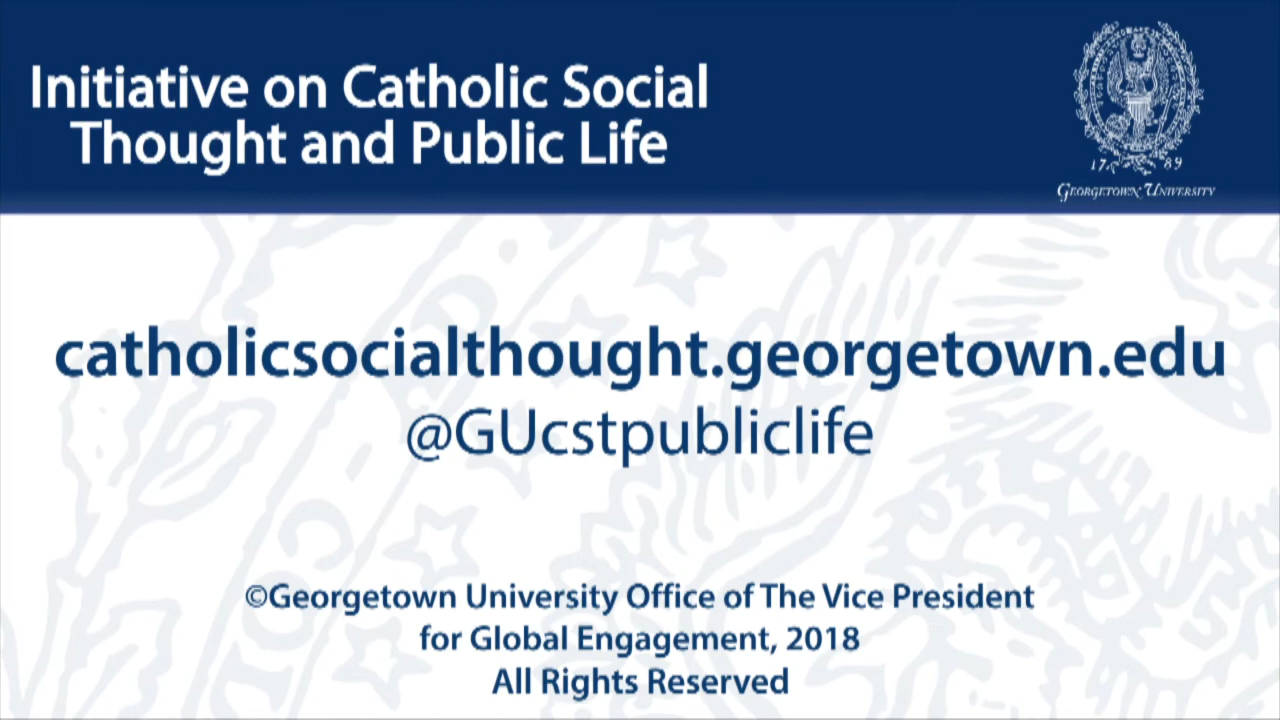 Initiative on Catholic Social
Thought and Public Life
17 89
Georgetown University
catholicsocialthought.georgetown.edu
@GUcstpubliclife
©Georgetown University Office of The Vice President
for Global Engagement, 2018
All Rights Reserved